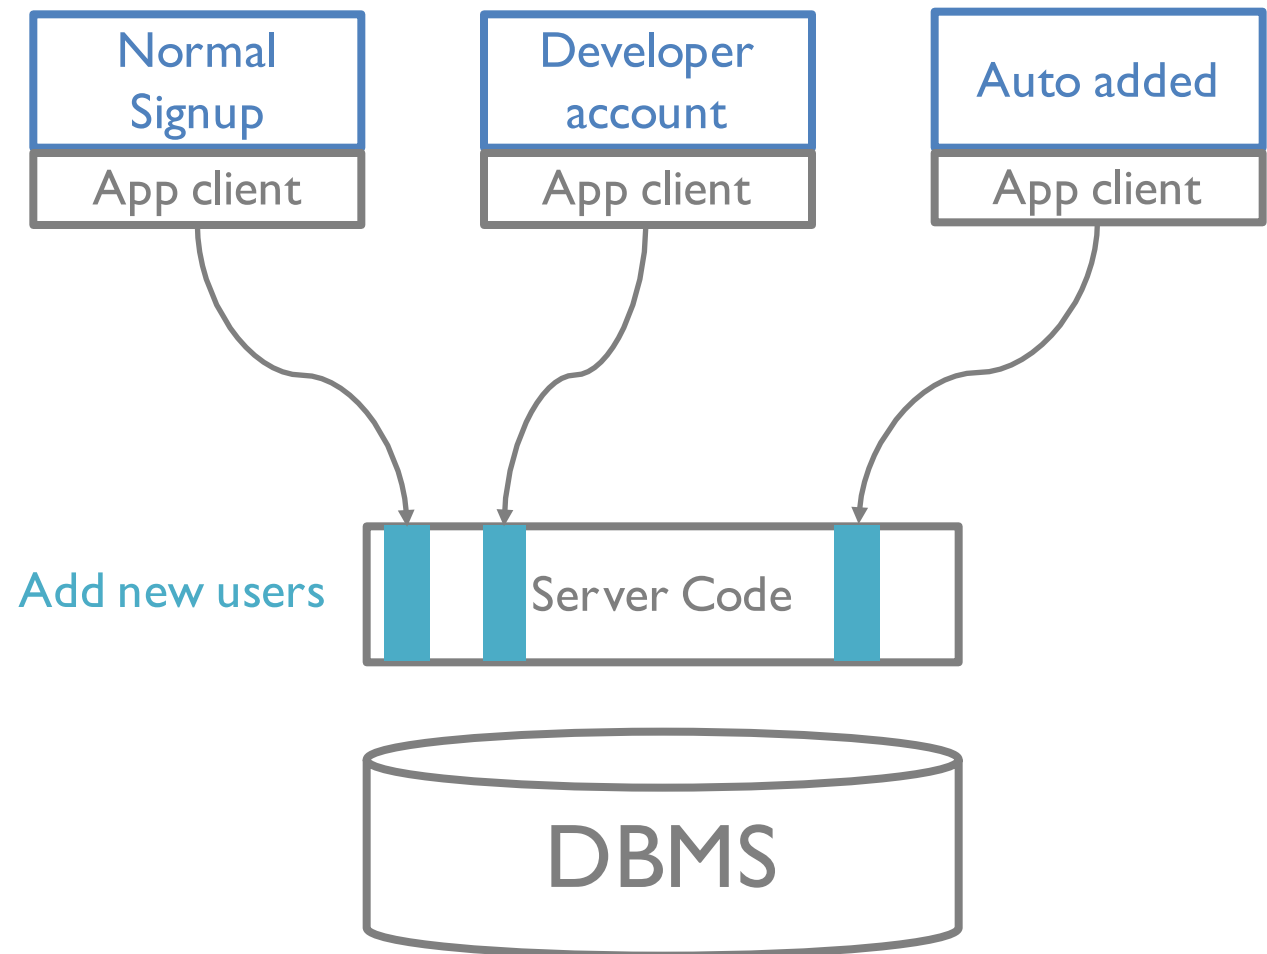 Normal
Signup
Developer
account
Auto added
App client
App client
App client
Add new users
Server Code
DBMS